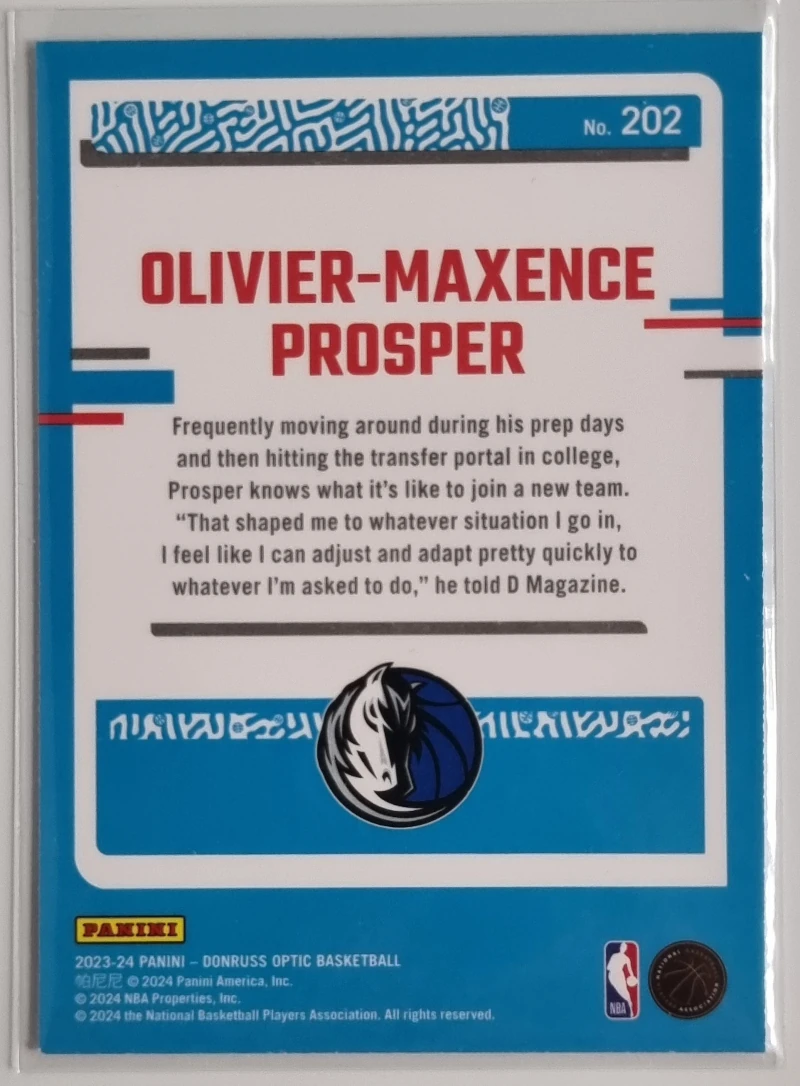 No. 202
OLIVIER-MAXENCE
PROSPER
Frequently moving around during his prep days
and then hitting the transfer portal in college,
Prosper knows what it's like to join a new team.
“That shaped me to whatever situation I go in,
I feel like I can adjust and adapt pretty quickly to
whatever I'm asked to do,” he told D Magazine.
PANINI
2023-24 PANINI – DONRUSS OPTIC BASKETBALL
帕尼尼 © 2024 Panini America, Inc.
© 2024 NBA Properties, Inc.
© 2024 the National Basketball Players Association. All rights reserved.
NBA
NATIONAL BASKETBALL
ASSOCIATION